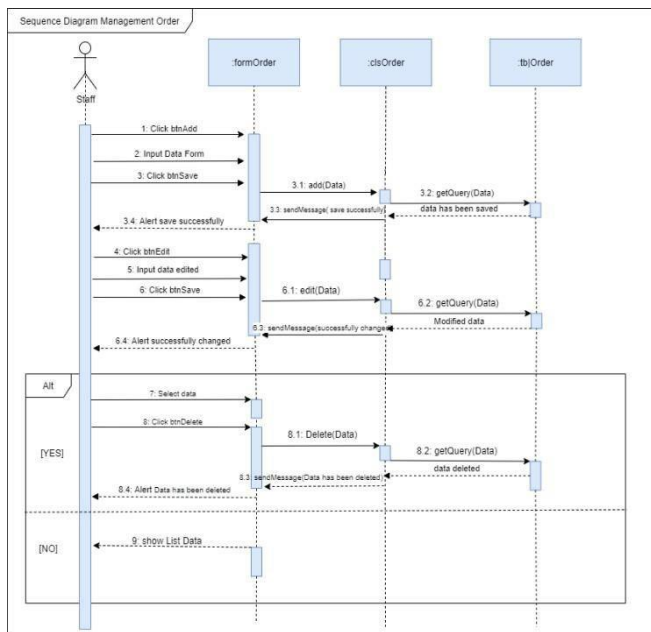 Sequence Diagram Management Order
:formOrder
:clsOrder
:tblOrder
Staff
1: Click btnAdd
2: Input Data Form
3: Click btnSave
3.1: add(Data)
3.2: getQuery(Data)
3.3: sendMessage( save successfully)
data has been saved
3.4: Alert save successfully
4: Click btnEdit
5: Input data edited
6: Click btnSave
6.1: edit(Data)
6.2: getQuery(Data)
Modified data
6.3: sendMessage(successfully changed)
6.4: Alert successfully changed
Alt
7: Select data
8: Click btnDelete
[YES]
8.1: Delete(Data)
8.2: getQuery(Data)
data deleted
8.3: sendMessage(Data has been deleted)
8.4: Alert Data has been deleted
[NO]
9: show List Data